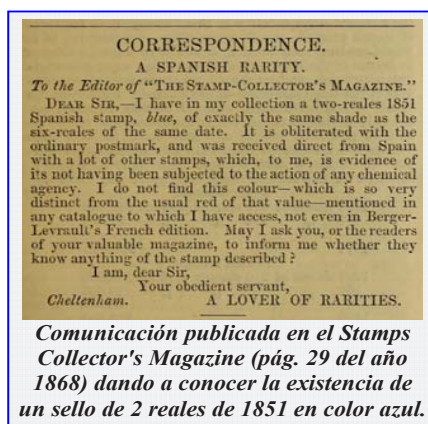 CORRESPONDENCE.
A SPANISH RARITY.
To the Editor of "THE STAMP-COLLECTOR'S MAGAZINE."
DEAR SIR,—I have in my collection a two-reales 1851
Spanish stamp, blue, of exactly the same shade as the
six-reales of the same date. It is obliterated with the
ordinary postmark, and was received direct from Spain
with a lot of other stamps, which, to me, is evidence of
its not having been subjected to the action of any chemical
agency. I do not find this colour—which is so very
distinct from the usual red of that value—mentioned in
any catalogue to which I have access, not even in Berger-
Levrault's French edition. May I ask you, or the readers
of your valuable magazine, to inform me whether they
know anything of the stamp described?
I am, dear Sir,
Your obedient servant,
Cheltenham. A LOVER OF RARITIES.
Comunicación publicada en el Stamps
Collector's Magazine (pág. 29 del año
1868) dando a conocer la existencia de
un sello de 2 reales de 1851 en color azul.